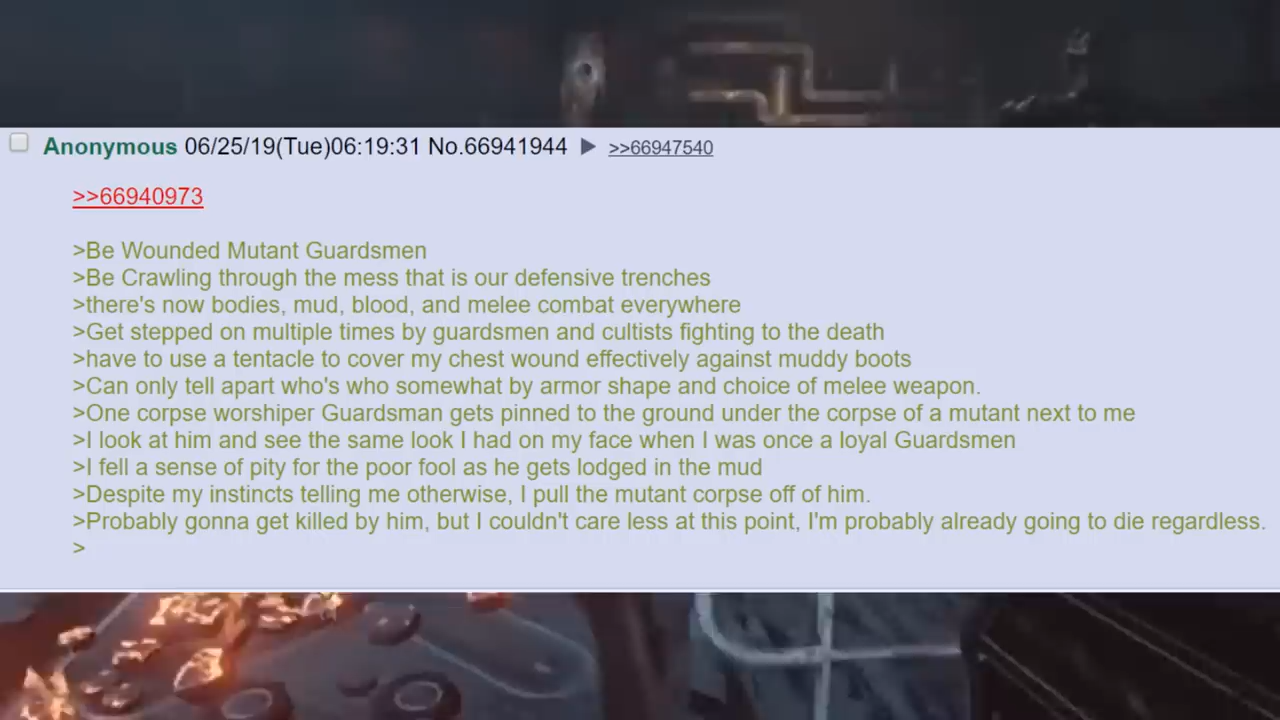 Anonymous 06/25/19(Tue)06:19:31 No.66941944 ▶ >>66947540
>>66940973
>Be Wounded Mutant Guardsmen
>Be Crawling through the mess that is our defensive trenches
>there's now bodies, mud, blood, and melee combat everywhere
>Get stepped on multiple times by guardsmen and cultists fighting to the death
>have to use a tentacle to cover my chest wound effectively against muddy boots
>Can only tell apart who's who somewhat by armor shape and choice of melee weapon.
>One corpse worshiper Guardsman gets pinned to the ground under the corpse of a mutant next to me
>I look at him and see the same look I had on my face when I was once a loyal Guardsmen
>I fell a sense of pity for the poor fool as he gets lodged in the mud
>Despite my instincts telling me otherwise, I pull the mutant corpse off of him.
>Probably gonna get killed by him, but I couldn't care less at this point, I'm probably already going to die regardless.
>